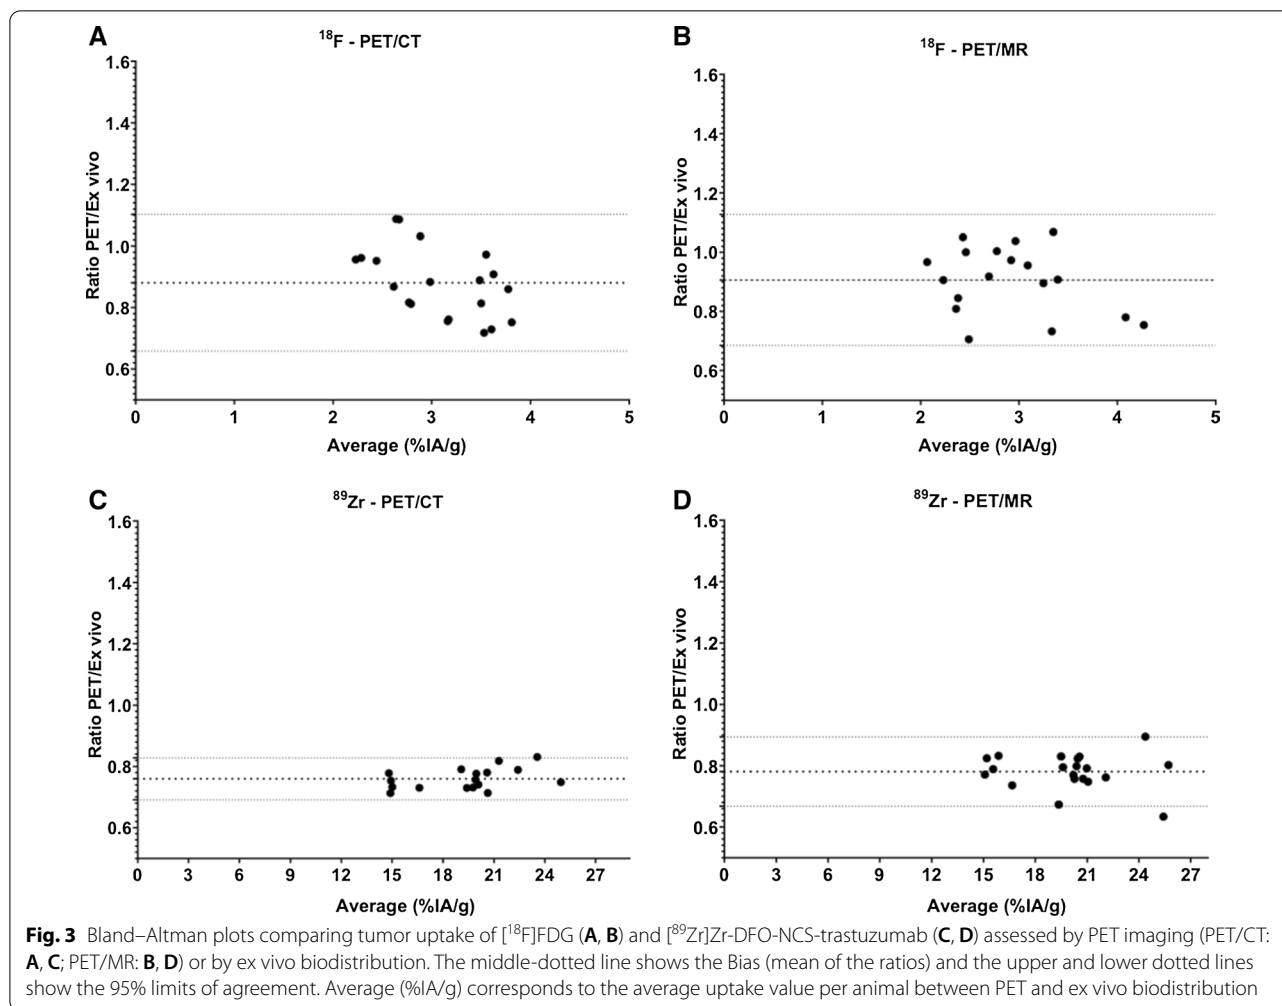 A
18F - PET/CT
1.6
1.4
1.2
1.0
0.8
0.6
Ratio PET/Ex vivo
0 1 2 3 4 5
Average (%IA/g)
B
18F - PET/MR
1.6
1.4
1.2
1.0
0.8
0.6
Ratio PET/Ex vivo
0 1 2 3 4 5
Average (%IA/g)
C
89Zr - PET/CT
1.6
1.4
1.2
1.0
0.8
0.6
Ratio PET/Ex vivo
0 3 6 9 12 15 18 21 24 27
Average (%IA/g)
D
89Zr - PET/MR
1.6
1.4
1.2
1.0
0.8
0.6
Ratio PET/Ex vivo
0 3 6 9 12 15 18 21 24 27
Average (%IA/g)
Fig. 3 Bland–Altman plots comparing tumor uptake of [18F]FDG (A, B) and [89Zr]Zr-DFO-NCS-trastuzumab (C, D) assessed by PET imaging (PET/CT:
A, C; PET/MR: B, D) or by ex vivo biodistribution. The middle-dotted line shows the Bias (mean of the ratios) and the upper and lower dotted lines
show the 95% limits of agreement. Average (%IA/g) corresponds to the average uptake value per animal between PET and ex vivo biodistribution